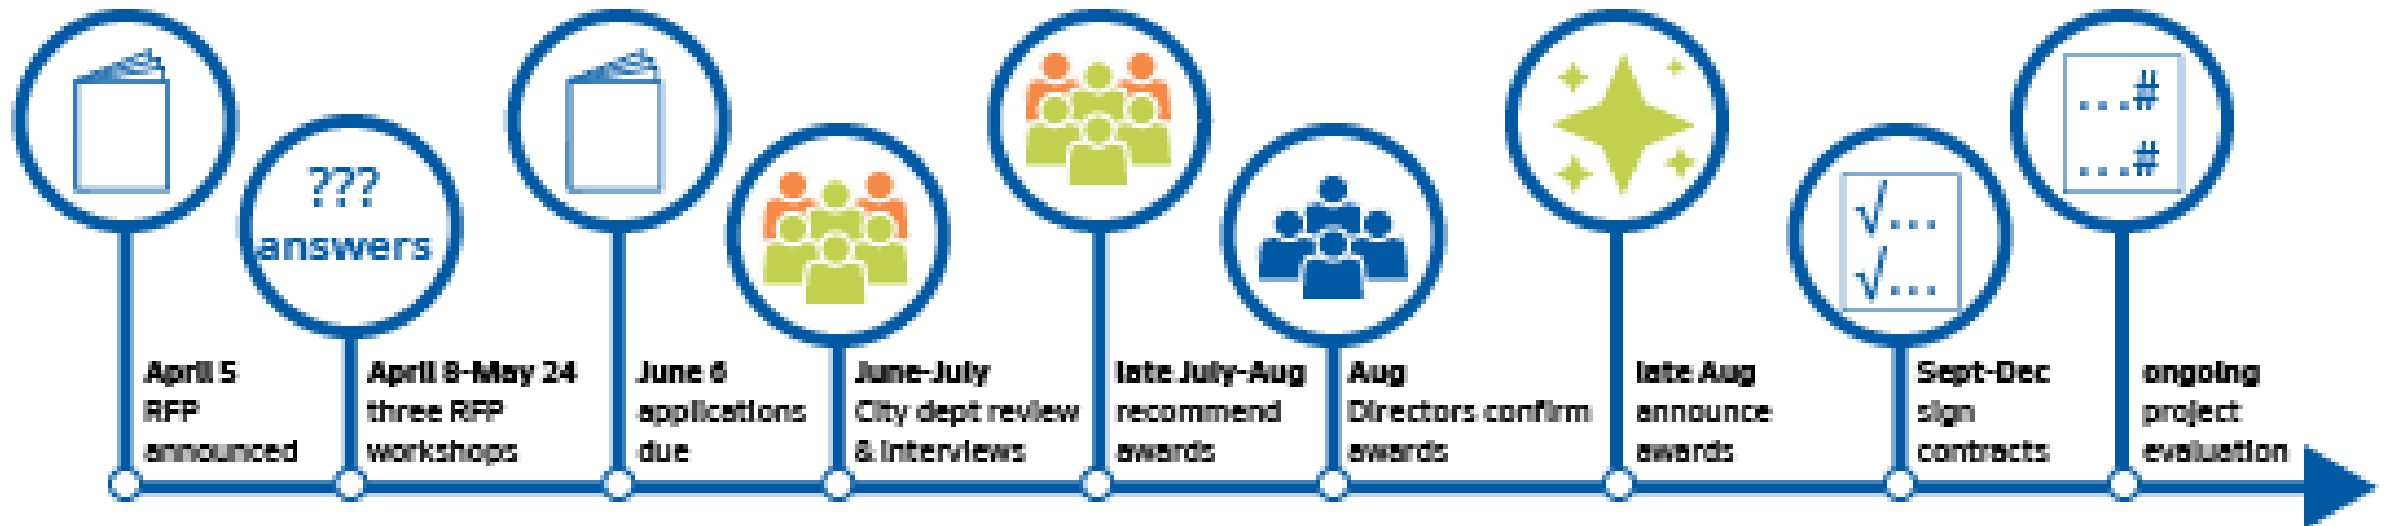 ???
answers
...#
...#
√...
√...
April 5
RFP
announced
April 8-May 24
three RFP
workshops
June 6
applications
due
June-July
City dept review
& interviews
late July-Aug
recommend
awards
Aug
Directors confirm
awards
late Aug
announce
awards
Sept-Dec
sign
contracts
ongoing
project
evaluation